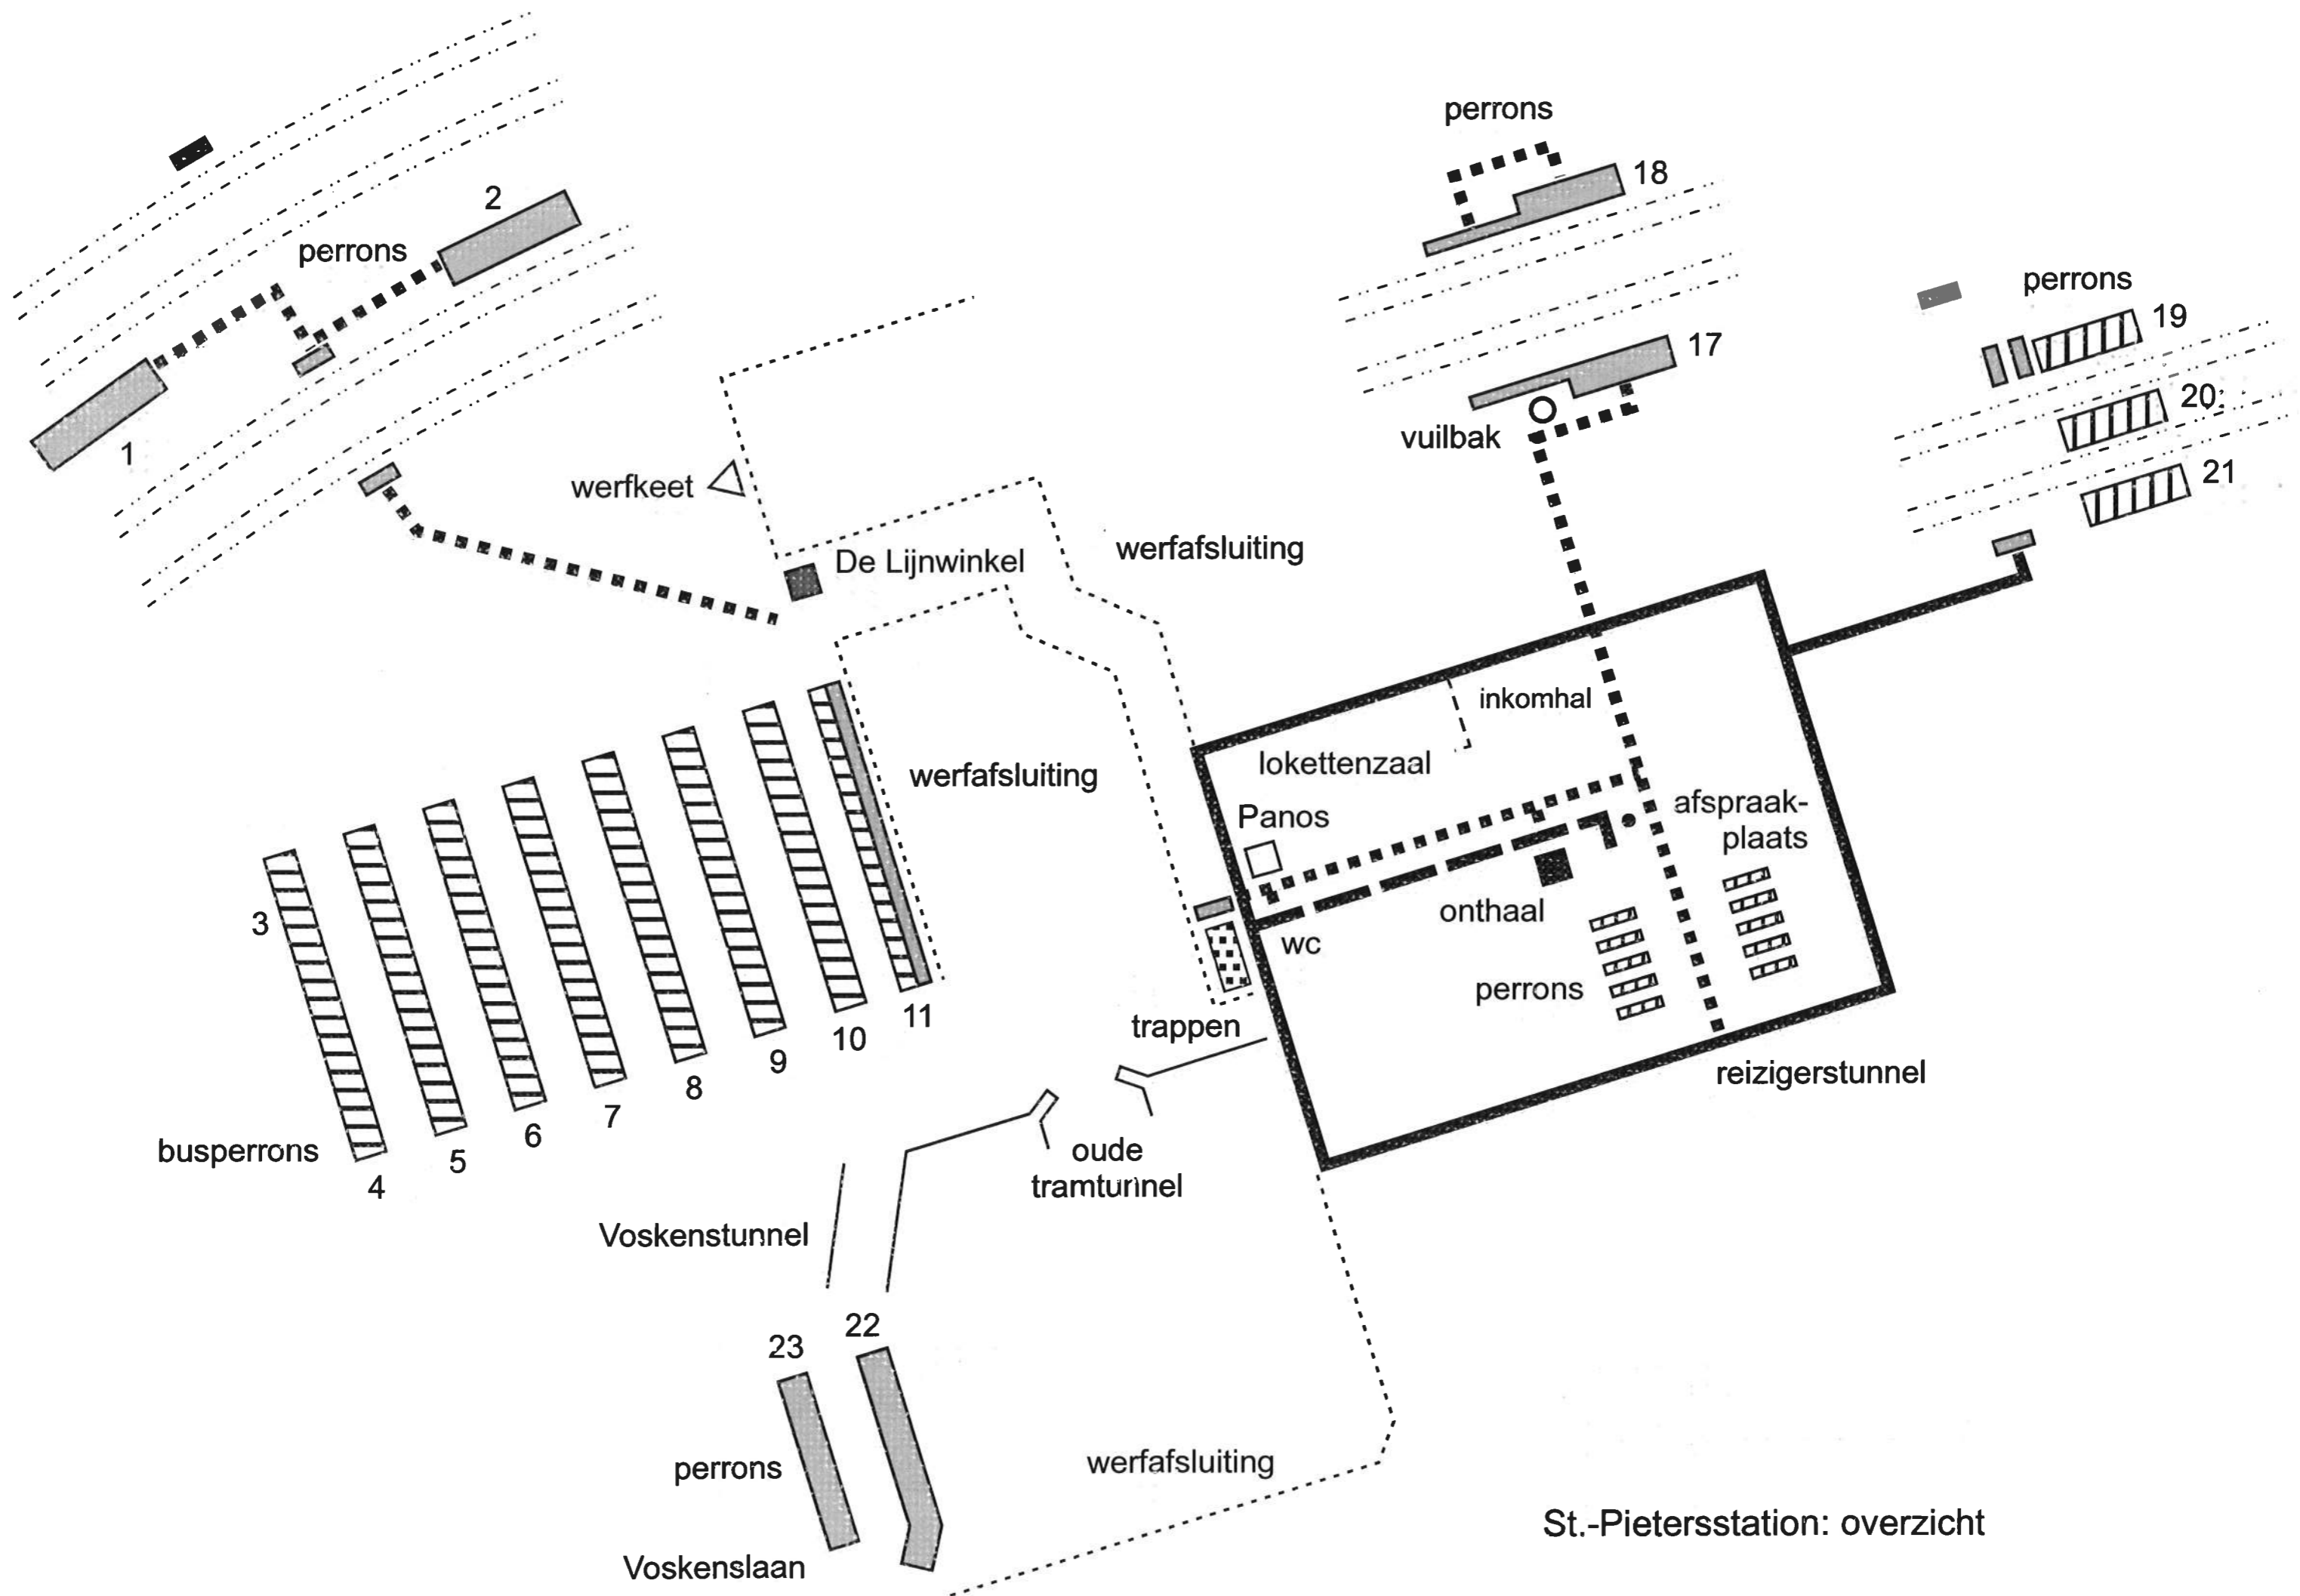 perrons
18
2
perrons
17
perrons
19
20
21
1
vuilbak
werfkeet
De Lijnwinkel
werfafsluiting
inkomhal
lokettenzaal
werfafsluiting
Panos
afspraak-
plaats
3
onthaal
wc
perrons
11
trappen
10
9
8
7
6
5
4
busperrons
reizigerstunnel
oude
tramtunnel
Voskenstunnel
22
23
perrons
werfafsluiting
Voskenslaan
St.-Pietersstation: overzicht